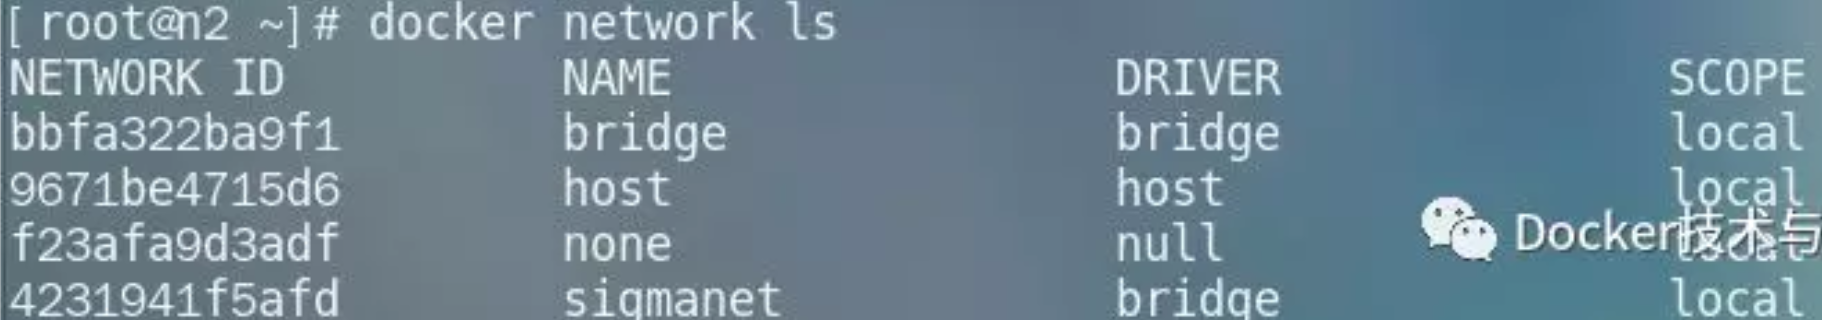 [ root@n2 ~]# docker network ls
NETWORK ID NAME DRIVER SCOPE
bbfa322ba9f1 bridge bridge local
9671be4715d6 host host local
f23afa9d3adf none null local
Docker技术与
4231941f5afd sigmanet bridge local